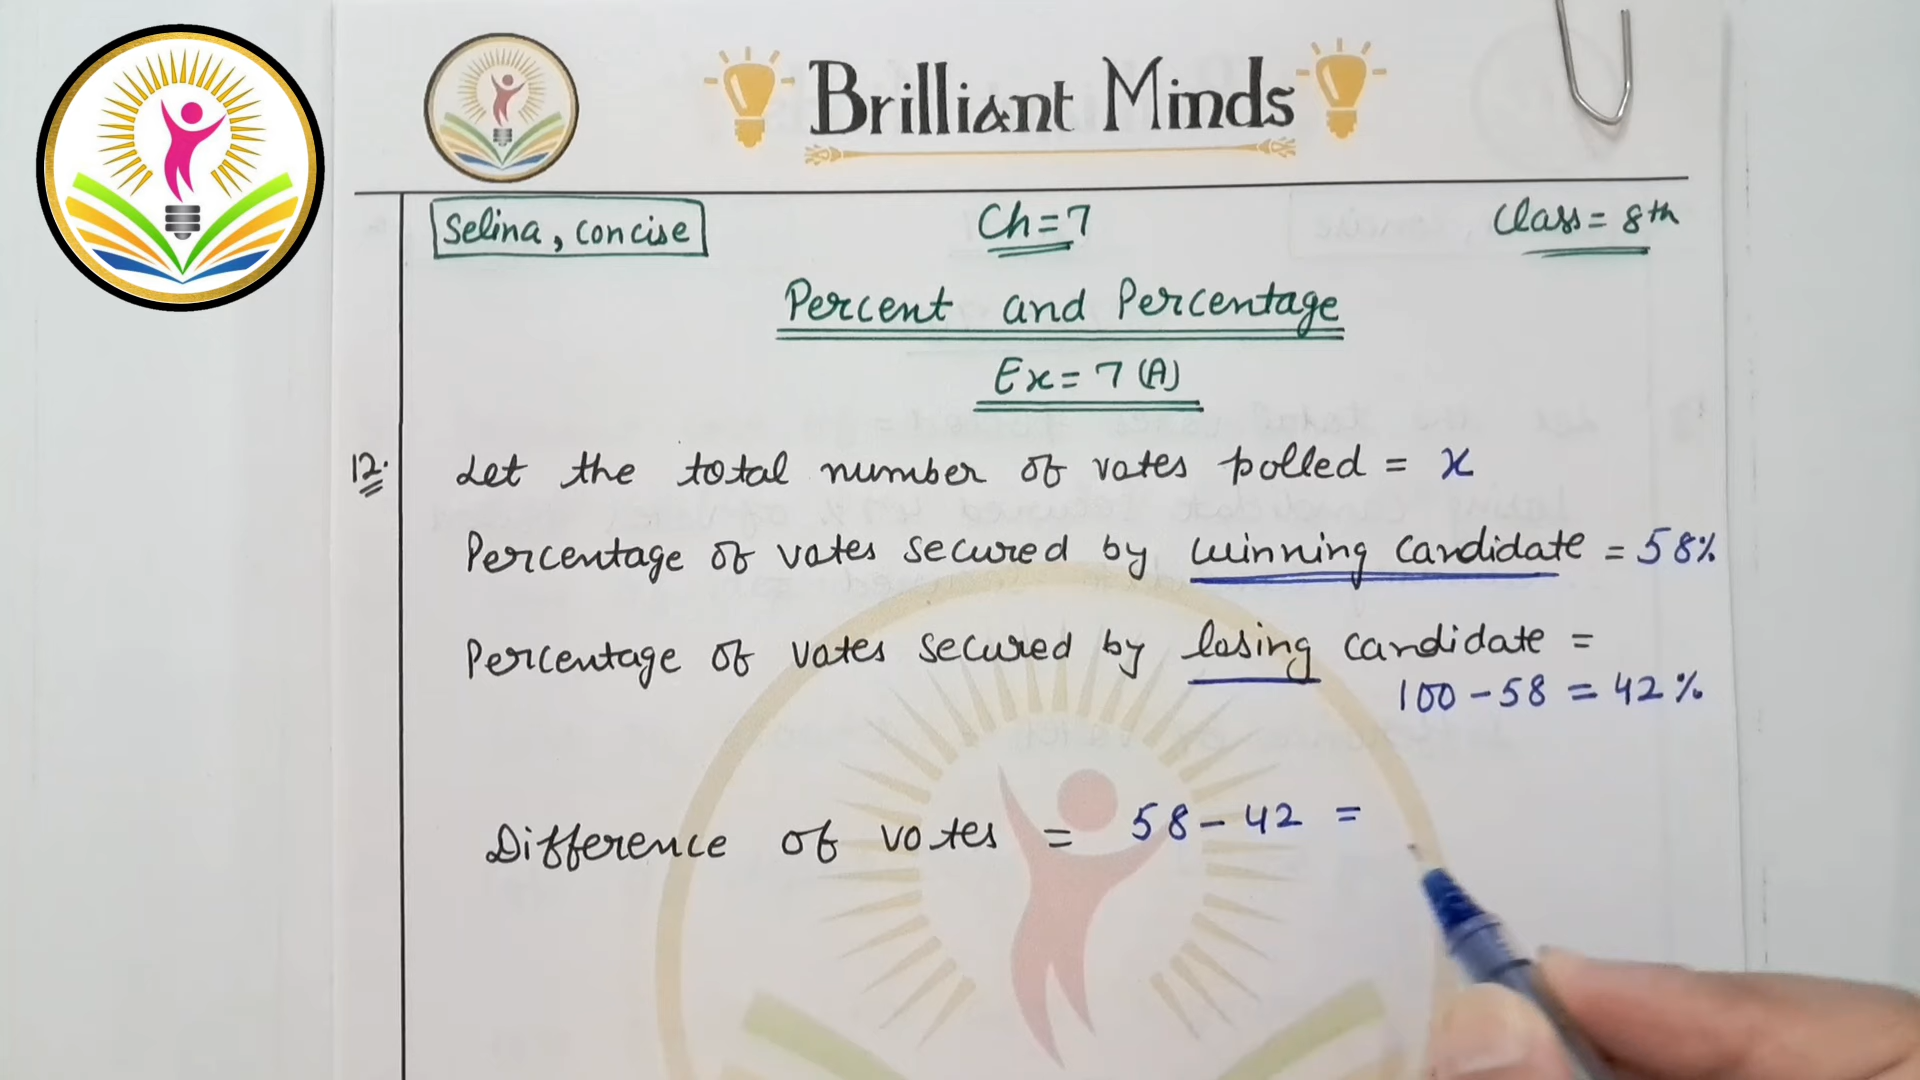 Brilliant Minds
Selina, concise
Ch = 7
Class = 8th
Percent and Percentage
Ex = 7 (A)
12. Let the total number of votes polled = x
Percentage of votes secured by winning candidate = 58%
Percentage of votes secured by losing candidate =
100 - 58 = 42%
Difference of votes = 58 - 42 =